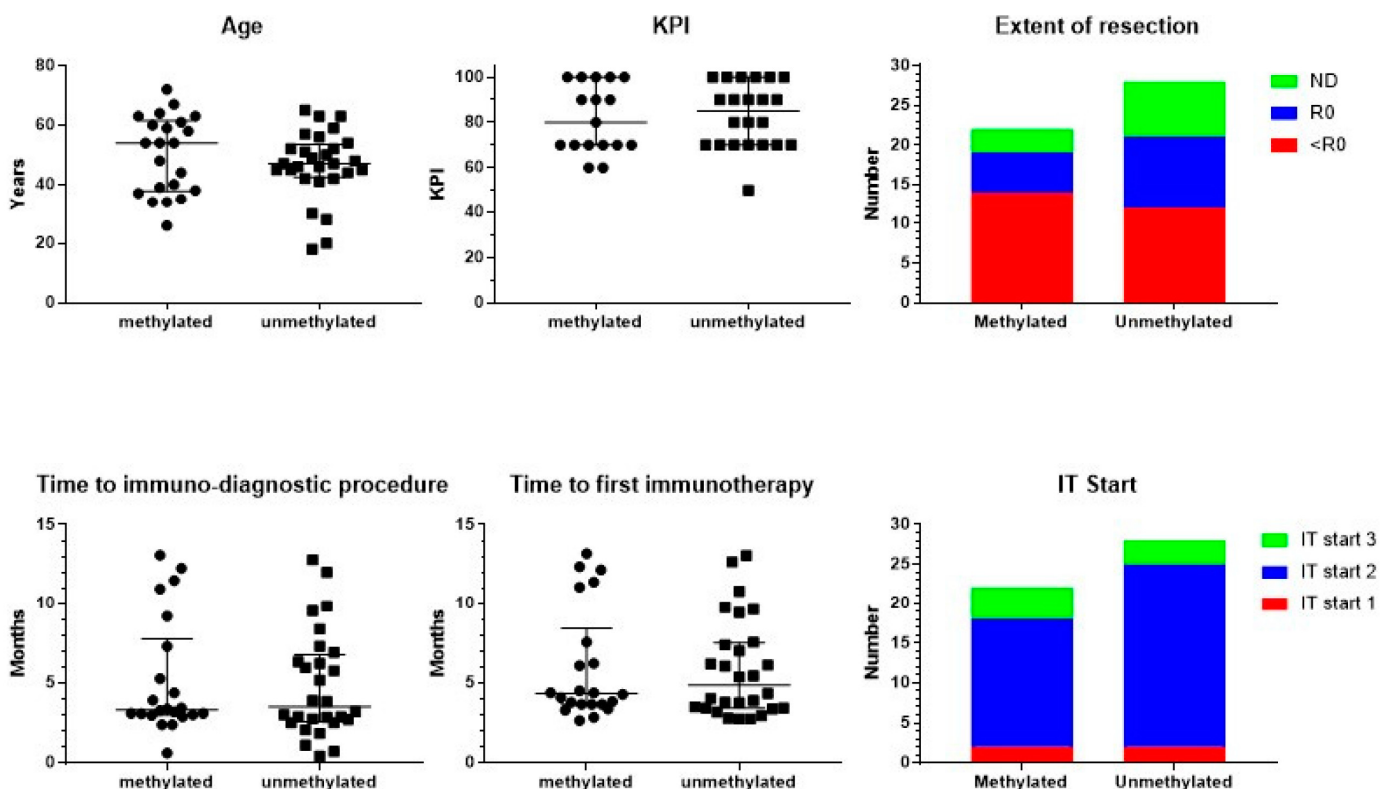 Age
KPI
Extent of resection
80
60
40
20
0
Years
methylated
unmethylated
100
80
60
40
20
0
KPI
methylated
unmethylated
30
25
20
15
10
5
0
Number
Methylated
Unmethylated
ND
R0
<R0
Time to immuno-diagnostic procedure
Time to first immunotherapy
IT Start
15
10
5
0
Months
methylated
unmethylated
15
10
5
0
Months
methylated
unmethylated
30
25
20
15
10
5
0
Number
Methylated
Unmethylated
IT start 3
IT start 2
IT start 1